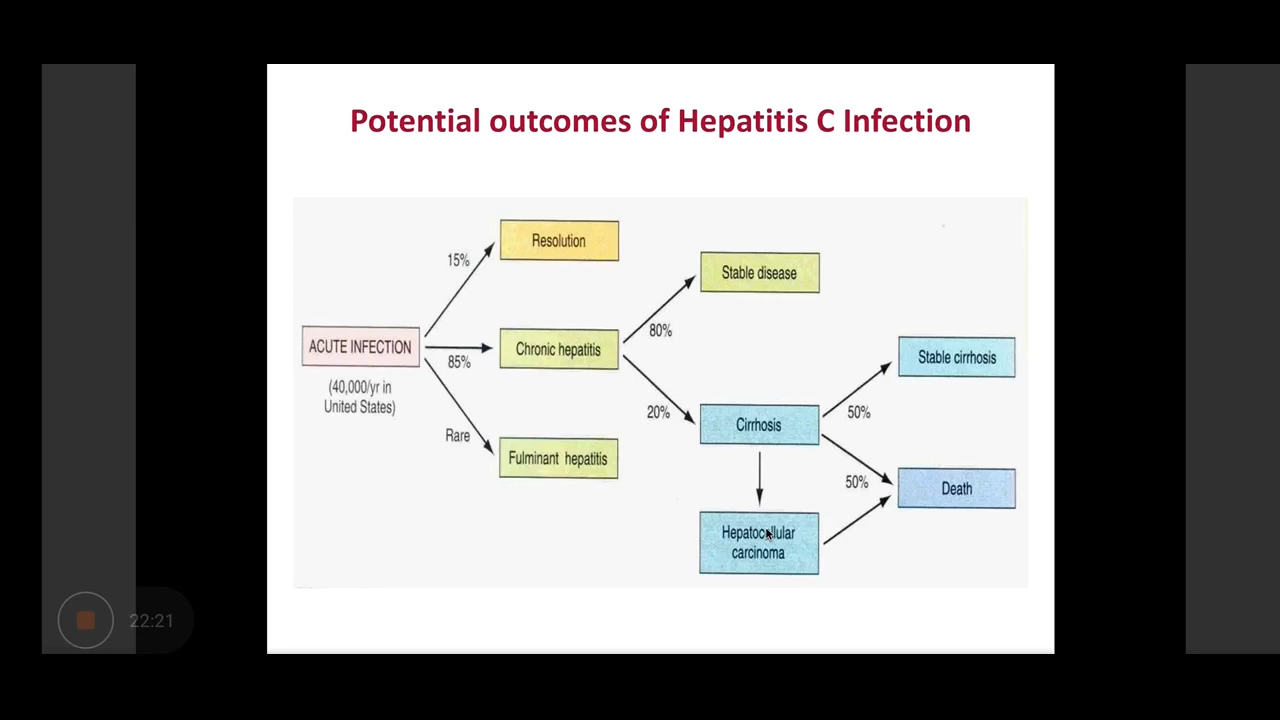 Potential outcomes of Hepatitis C Infection
Resolution
15%
Stable disease
80%
ACUTE INFECTION
Chronic hepatitis
Stable cirrhosis
85%
(40,000/yr in
United States)
20%
50%
Cirrhosis
Rare
Fulminant hepatitis
50%
Death
Hepatocellular
carcinoma
22:21